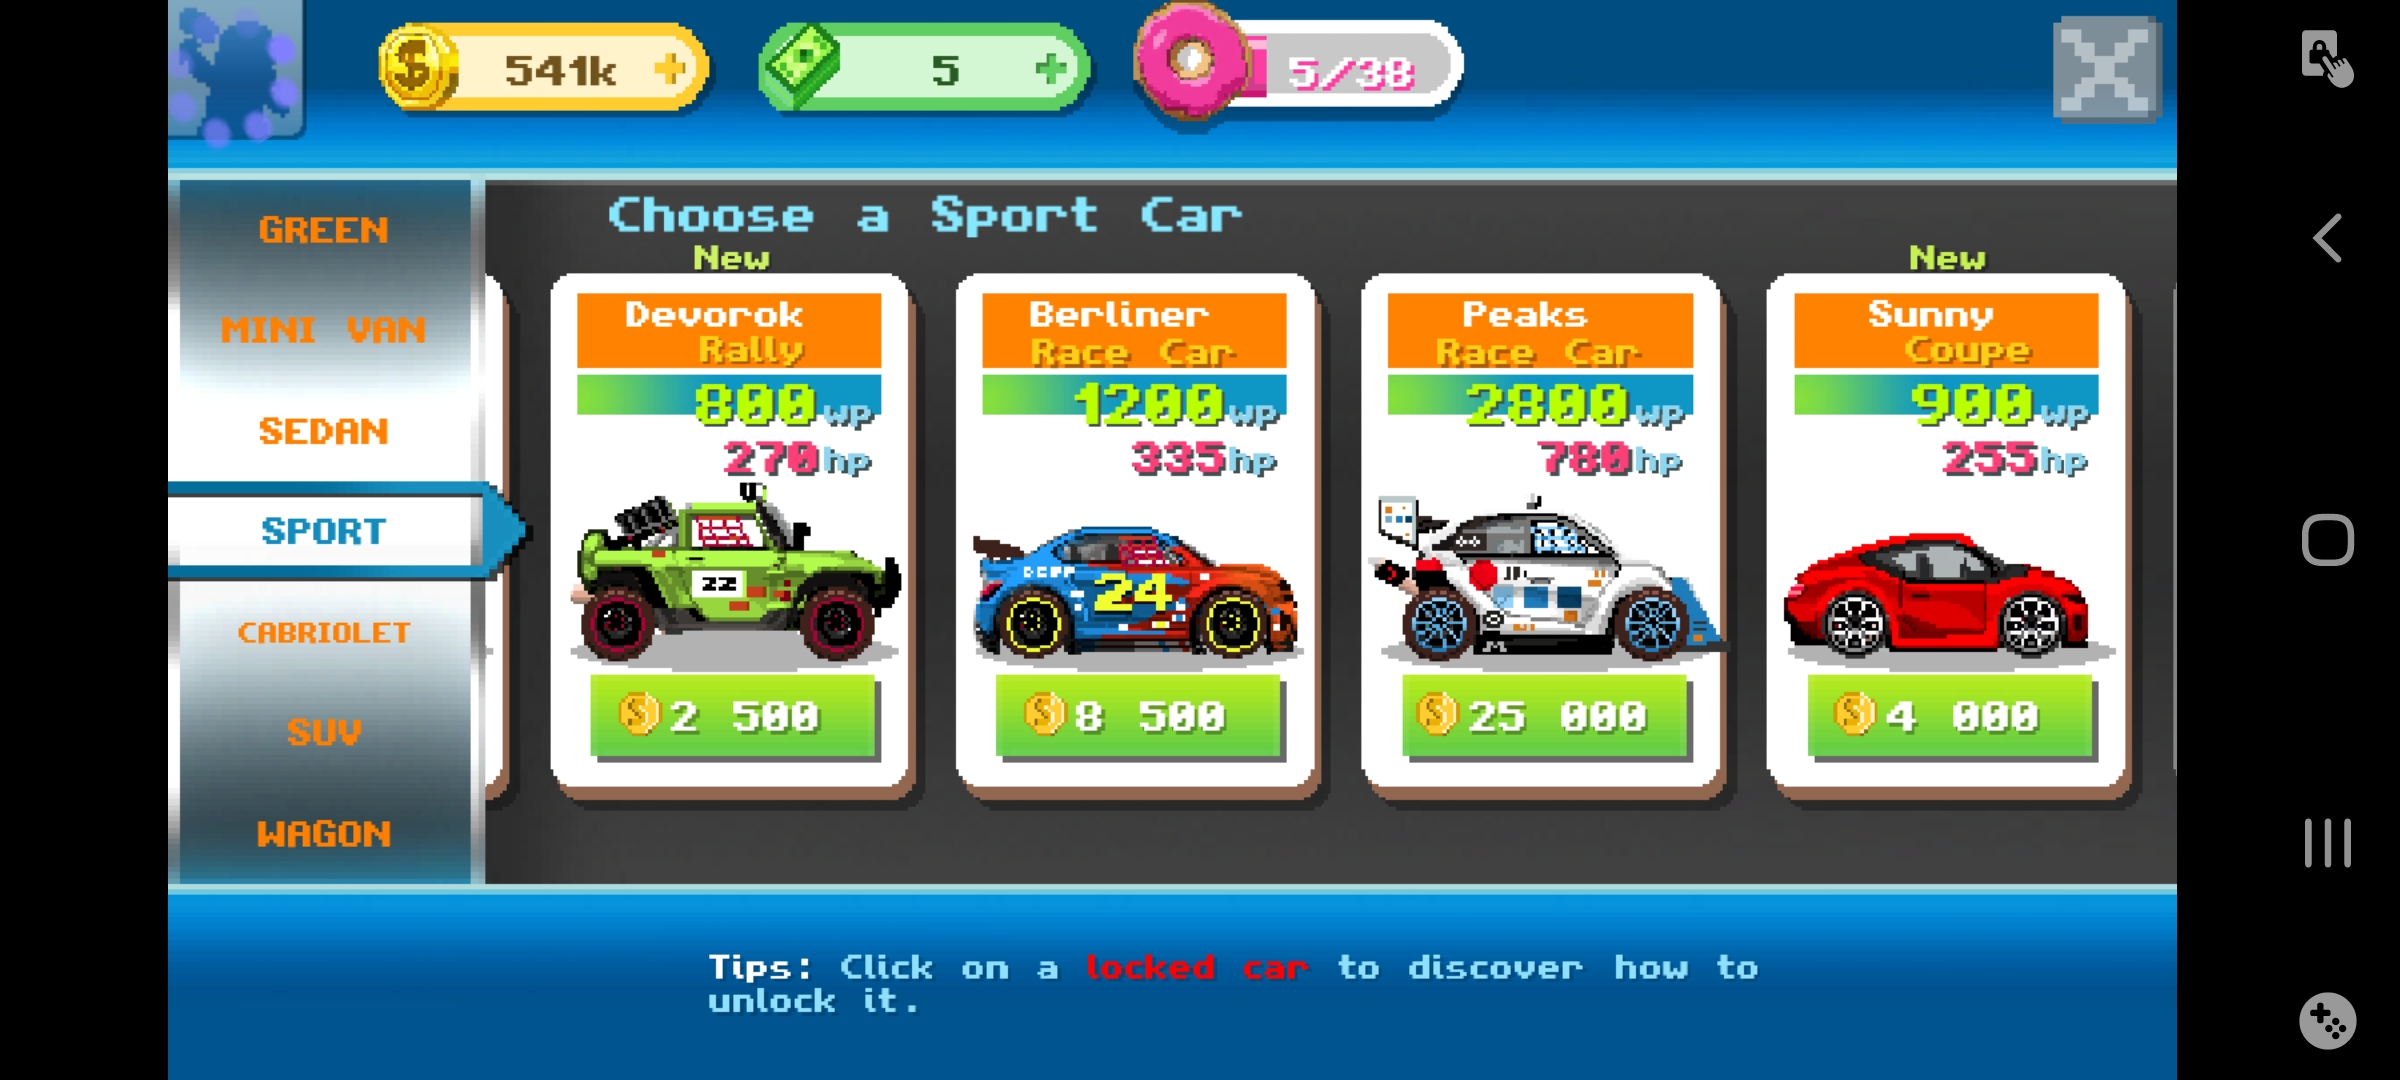 541k
5
5/38
GREEN
MINI VAN
SEDAN
SPORT
CABRIOLET
SUV
WAGON
Choose a Sport Car
New
Devorok
Rally
800wp
270hp
22
2 500
Berliner
Race Car
1200wp
335hp
24
8 500
Peaks
Race Car
2800wp
780hp
25 000
New
Sunny
Coupe
900wp
255hp
4 000
Tips: Click on a locked car to discover how to
unlock it.